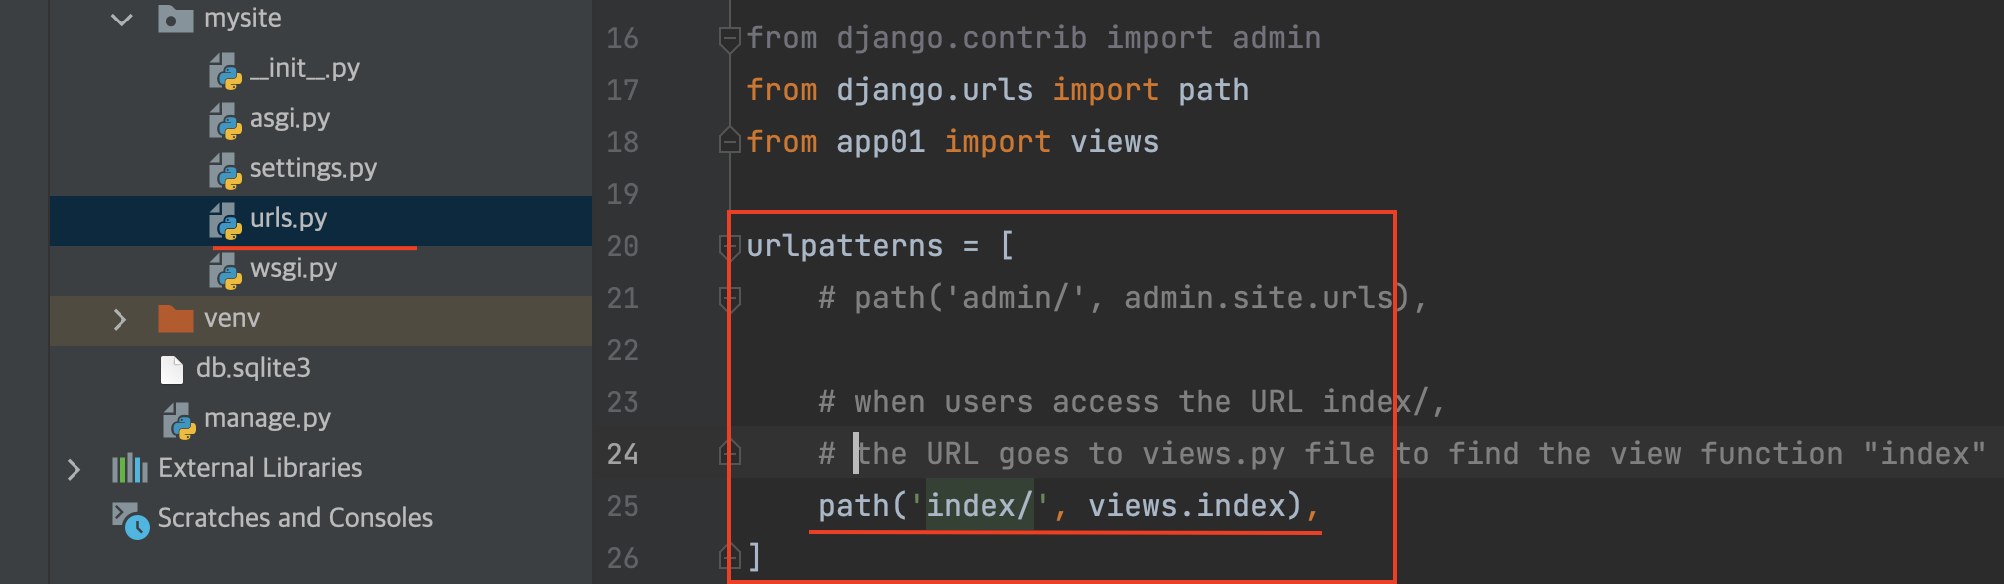 mysite
__init__.py
asgi.py
settings.py
urls.py
wsgi.py
venv
db.sqlite3
manage.py
External Libraries
Scratches and Consoles
16 from django.contrib import admin
17 from django.urls import path
18 from app01 import views
19
20 urlpatterns = [
21 # path('admin/', admin.site.urls),
22
23 # when users access the URL index/,
24 # the URL goes to views.py file to find the view function "index"
25 path('index/', views.index),
26 ]